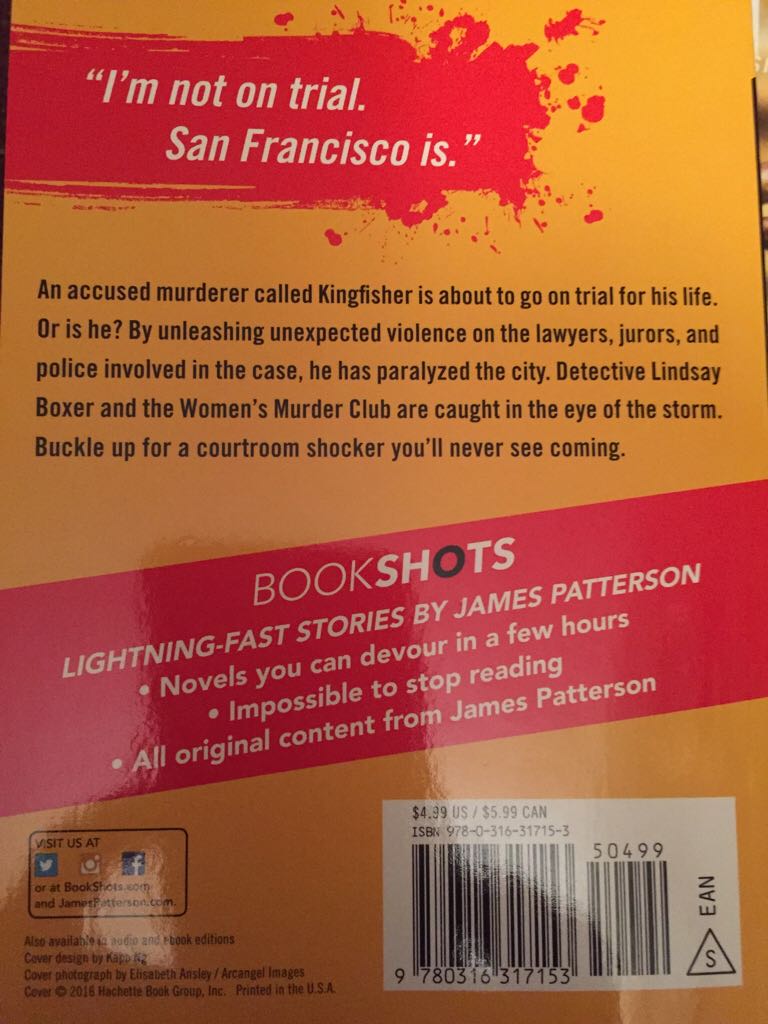 "I'm not on trial.
San Francisco is."
An accused murderer called Kingfisher is about to go on trial for his life.
Or is he? By unleashing unexpected violence on the lawyers, jurors, and
police involved in the case, he has paralyzed the city. Detective Lindsay
Boxer and the Women's Murder Club are caught in the eye of the storm.
Buckle up for a courtroom shocker you'll never see coming.
BOOKSHOTS
LIGHTNING-FAST STORIES BY JAMES PATTERSON
• Novels you can devour in a few hours
• Impossible to stop reading
• All original content from James Patterson
VISIT US AT
or at BookShots.com
and JamesPatterson.com.
Also available in audio and ebook editions
Cover design by Kapo Ng
Cover photograph by Elisabeth Ansley / Arcangel Images
Cover © 2016 Hachette Book Group, Inc. Printed in the U.S.A.
$4.99 US / $5.99 CAN
ISBN 978-0-316-31715-3
50499
9 780316 317153
EAN
S